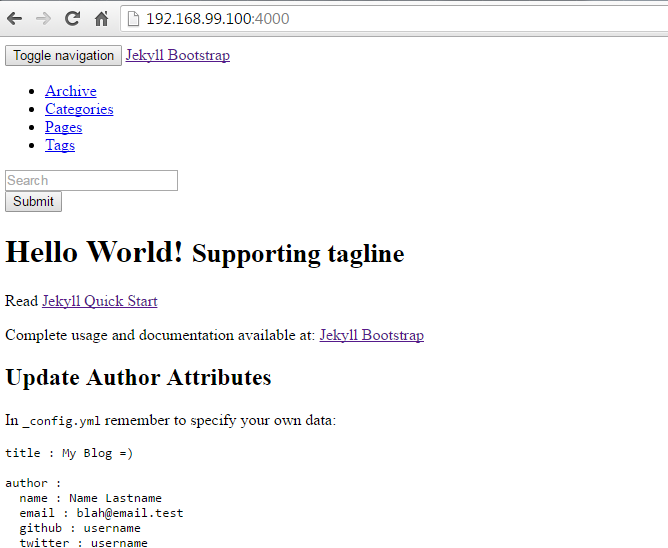 192.168.99.100:4000
Toggle navigation Jekyll Bootstrap
Archive
Categories
Pages
Tags
Search
Submit
Hello World! Supporting tagline
Read Jekyll Quick Start
Complete usage and documentation available at: Jekyll Bootstrap
Update Author Attributes
In _config.yml remember to specify your own data:
title : My Blog =)
author :
  name : Name Lastname
  email : blah@email.test
  github : username
  twitter : username